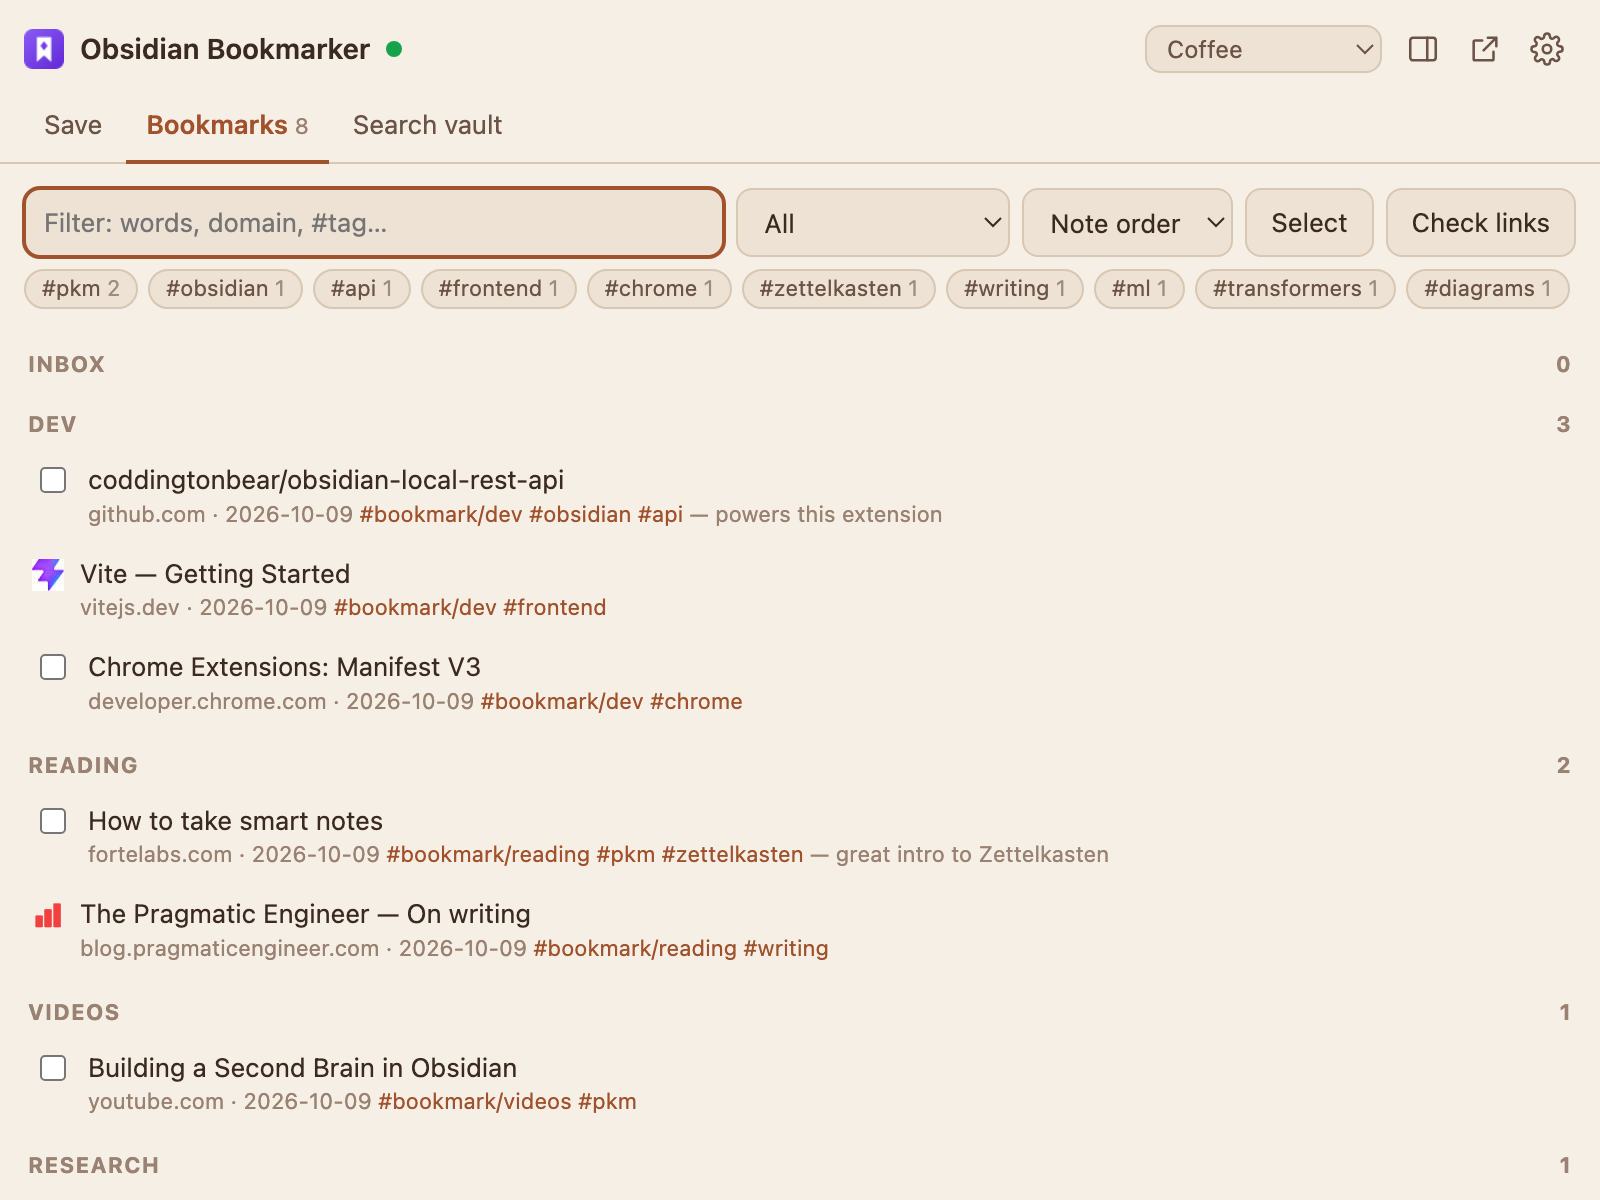 Obsidian Bookmarker
Coffee
Save
Bookmarks 8
Search vault
Filter: words, domain, #tag...
All
Note order
Select
Check links
#pkm 2
#obsidian 1
#api 1
#frontend 1
#chrome 1
#zettelkasten 1
#writing 1
#ml 1
#transformers 1
#diagrams 1
INBOX 0
DEV 3
coddingtonbear/obsidian-local-rest-api
github.com · 2026-10-09 #bookmark/dev #obsidian #api — powers this extension
Vite — Getting Started
vitejs.dev · 2026-10-09 #bookmark/dev #frontend
Chrome Extensions: Manifest V3
developer.chrome.com · 2026-10-09 #bookmark/dev #chrome
READING 2
How to take smart notes
fortelabs.com · 2026-10-09 #bookmark/reading #pkm #zettelkasten — great intro to Zettelkasten
The Pragmatic Engineer — On writing
blog.pragmaticengineer.com · 2026-10-09 #bookmark/reading #writing
VIDEOS 1
Building a Second Brain in Obsidian
youtube.com · 2026-10-09 #bookmark/videos #pkm
RESEARCH 1